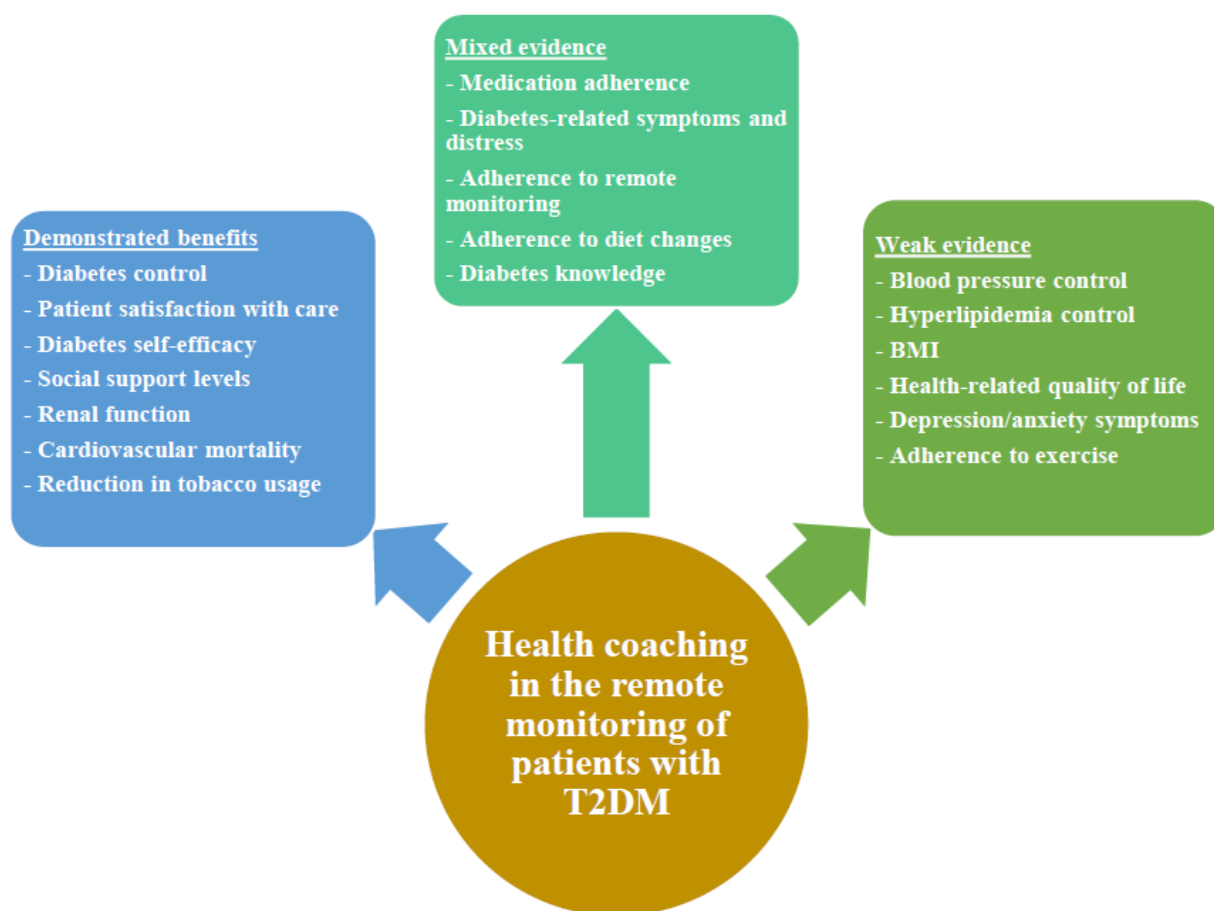 Mixed evidence
- Medication adherence
- Diabetes-related symptoms and
distress
- Adherence to remote
monitoring
- Adherence to diet changes
- Diabetes knowledge
Demonstrated benefits
- Diabetes control
- Patient satisfaction with care
- Diabetes self-efficacy
- Social support levels
- Renal function
- Cardiovascular mortality
- Reduction in tobacco usage
Weak evidence
- Blood pressure control
- Hyperlipidemia control
- BMI
- Health-related quality of life
- Depression/anxiety symptoms
- Adherence to exercise
Health coaching
in the remote
monitoring of
patients with
T2DM